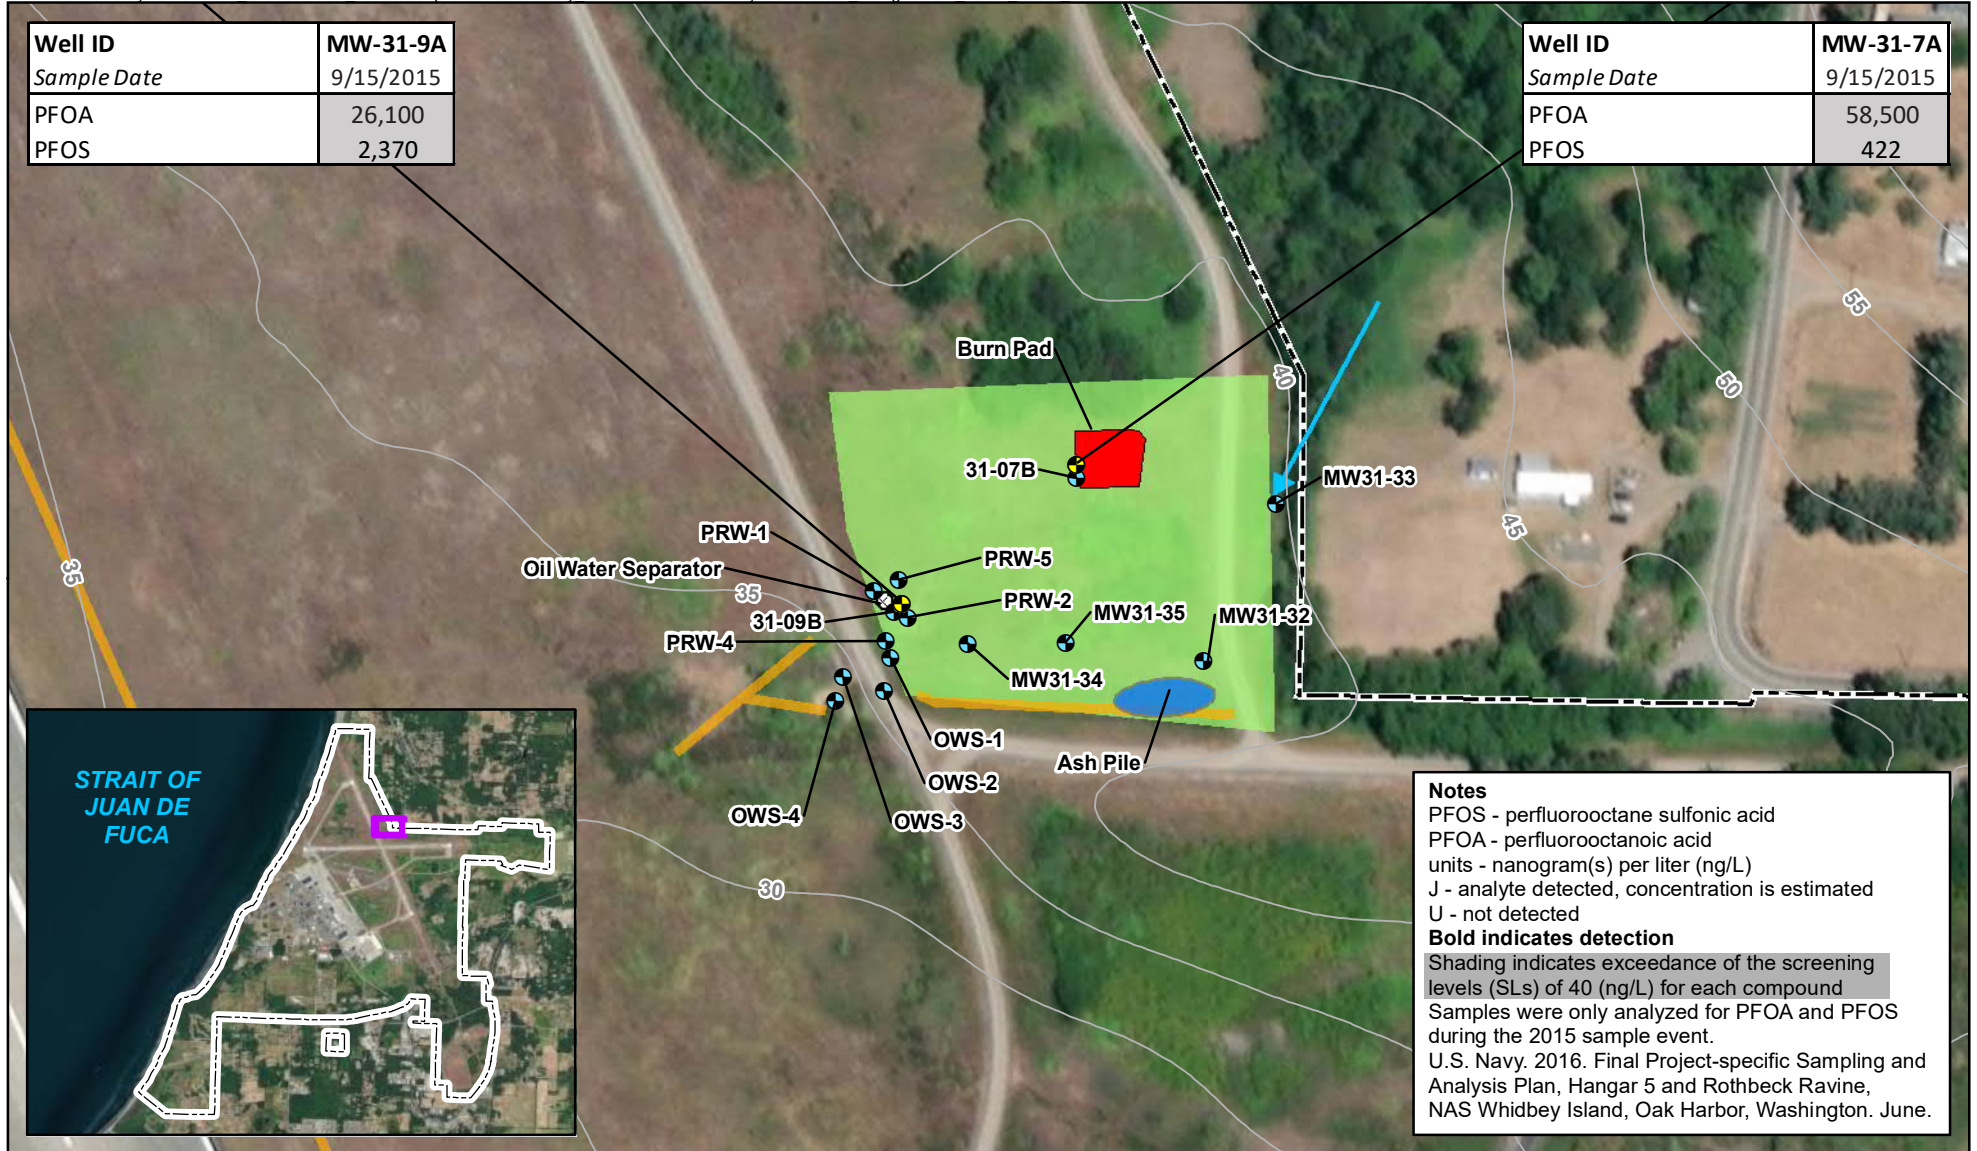 Well ID MW-31-9A
Sample Date 9/15/2015
PFOA 26,100
PFOS 2,370
Well ID MW-31-7A
Sample Date 9/15/2015
PFOA 58,500
PFOS 422
55
Burn Pad
40
50
31-07B
MW31-33
45
PRW-1
PRW-5
Oil Water Separator
35
35
PRW-2
31-09B
MW31-35
MW31-32
PRW-4
MW31-34
OWS-1
Ash Pile
OWS-2
OWS-4
OWS-3
30
STRAIT OF
JUAN DE
FUCA
Notes
PFOS - perfluorooctane sulfonic acid
PFOA - perfluorooctanoic acid
units - nanogram(s) per liter (ng/L)
J - analyte detected, concentration is estimated
U - not detected
Bold indicates detection
Shading indicates exceedance of the screening
levels (SLs) of 40 (ng/L) for each compound
Samples were only analyzed for PFOA and PFOS
during the 2015 sample event.
U.S. Navy. 2016. Final Project-specific Sampling and
Analysis Plan, Hangar 5 and Rothbeck Ravine,
NAS Whidbey Island, Oak Harbor, Washington. June.